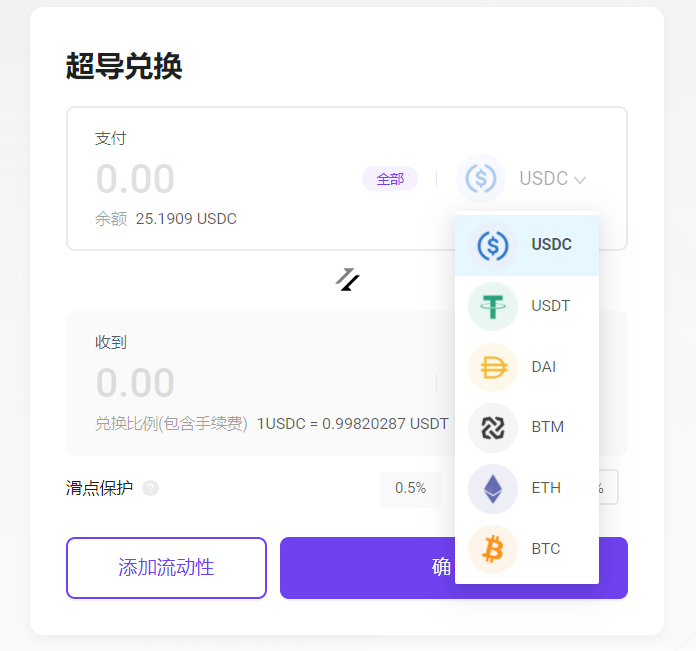 超导兑换
支付
0.00 全部 USDC
余额 25.1909 USDC
USDC
USDT
收到
0.00
DAI
兑换比例(包含手续费) 1USDC = 0.99820287 USDT
BTM
滑点保护 ? 0.5% %
ETH
添加流动性 确
BTC